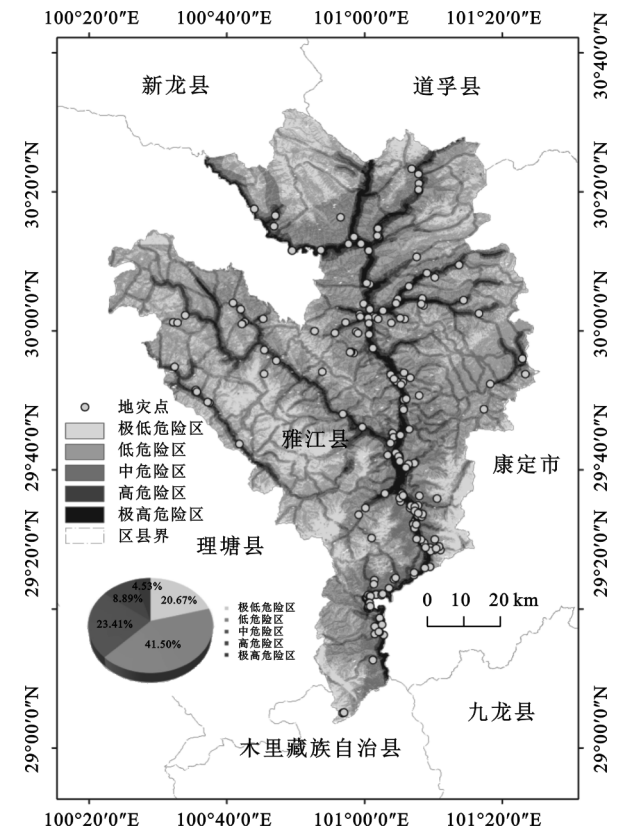 100°20′0″E 100°40′0″E 101°00′0″E 101°20′0″E
30°40′0″N
新龙县 道孚县
30°20′0″N 30°20′0″N
30°00′0″N 30°00′0″N
地灾点
极低危险区
低危险区
中危险区
高危险区
极高危险区
区县界
雅江县
康定市
29°40′0″N 29°40′0″N
理塘县
29°20′0″N 29°20′0″N
4.53%
8.89% 20.67%
23.41%
41.50%
极低危险区
低危险区
中危险区
高危险区
极高危险区
0 10 20 km
九龙县
29°00′0″N 29°00′0″N
木里藏族自治县
100°20′0″E 100°40′0″E 101°00′0″E 101°20′0″E